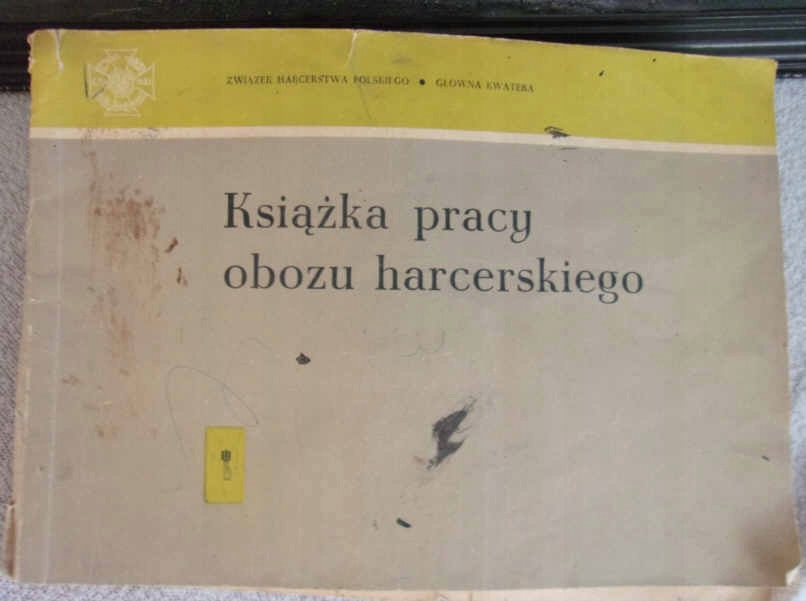 ZWIĄZEK HARCERSTWA POLSKIEGO • GŁÓWNA KWATERA
Książka pracy
obozu harcerskiego